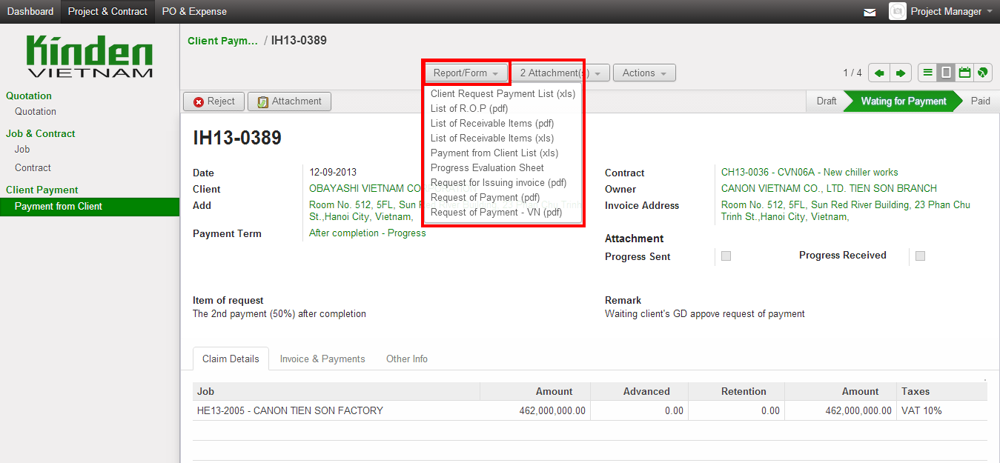 Dashboard Project & Contract PO & Expense Project Manager
Kinden
VIETNAM
Quotation
Quotation
Job & Contract
Job
Contract
Client Payment
Payment from Client
Client Paym... / IH13-0389
Report/Form 2 Attachment(s) Actions 1 / 4
Client Request Payment List (xls)
List of R.O.P (pdf)
List of Receivable Items (pdf)
List of Receivable Items (xls)
Payment from Client List (xls)
Progress Evaluation Sheet
Request for Issuing invoice (pdf)
Request of Payment (pdf)
Request of Payment - VN (pdf)
Reject Attachment Draft Wating for Payment Paid
IH13-0389
Date 12-09-2013
Client OBAYASHI VIETNAM CORPORATION
Add Room No. 512, 5FL, Sun Red River Building, 23 Phan Chu Trinh
St.,Hanoi City, Vietnam,
Payment Term After completion - Progress
Contract CH13-0036 - CVN06A - New chiller works
Owner CANON VIETNAM CO., LTD. TIEN SON BRANCH
Invoice Address Room No. 512, 5FL, Sun Red River Building, 23 Phan Chu
Trinh St.,Hanoi City, Vietnam,
Attachment
Progress Sent Progress Received
Item of request
The 2nd payment (50%) after completion
Remark
Waiting client's GD appove request of payment
Claim Details Invoice & Payments Other Info
Job Amount Advanced Retention Amount Taxes
HE13-2005 - CANON TIEN SON FACTORY 462,000,000.00 0.00 0.00 462,000,000.00 VAT 10%